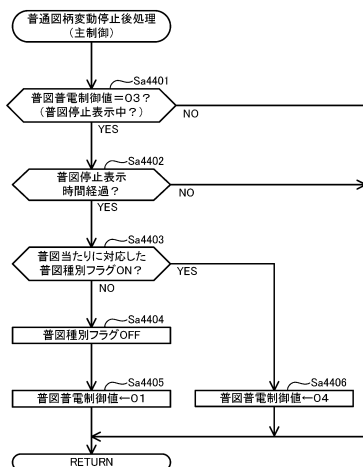 普通図柄変動停止後処理
(主制御)
Sa4401
普図普電制御値=03?
(普図停止表示中?)
NO
YES
Sa4402
普図停止表示
時間経過?
NO
YES
Sa4403
普図当たりに対応した
普図種別フラグON?
YES
NO
Sa4404
普図種別フラグOFF
Sa4405
普図普電制御値←01
Sa4406
普図普電制御値←04
RETURN